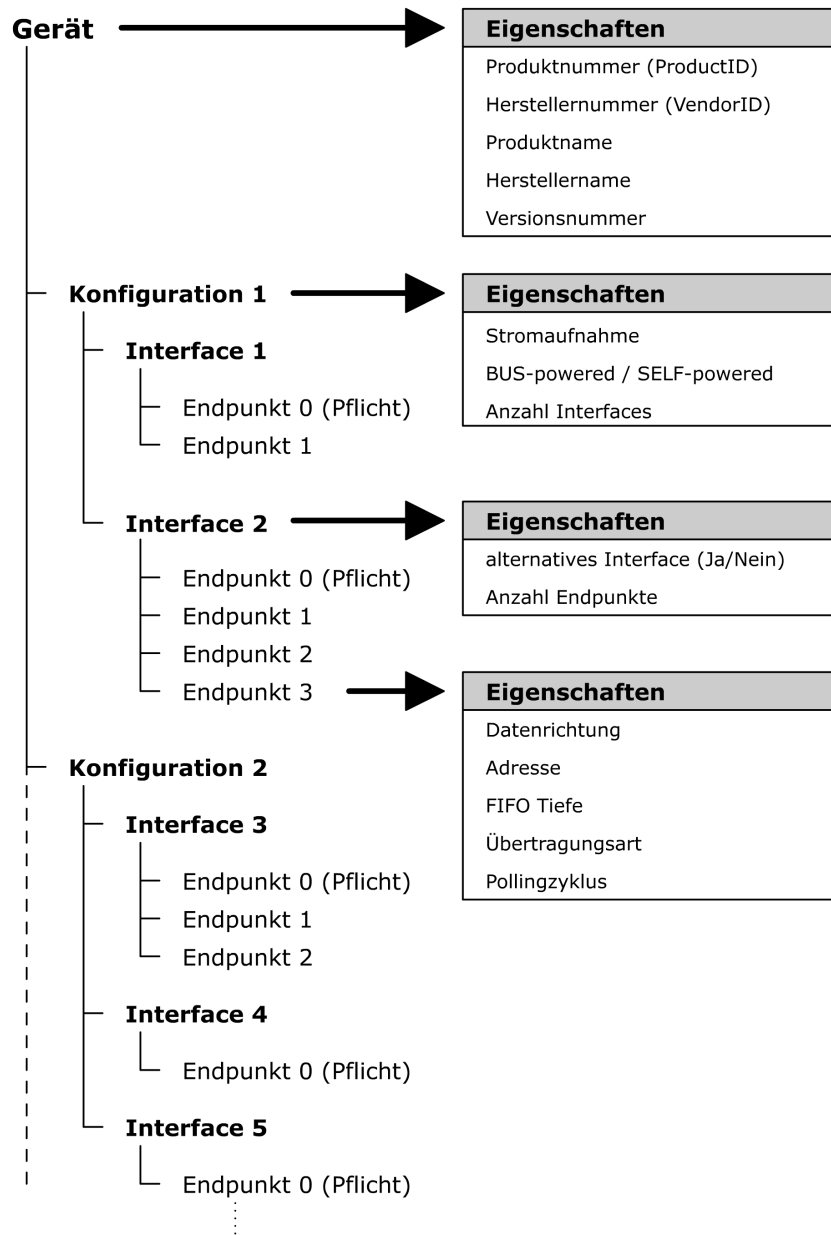 Gerät
Eigenschaften
Produktnummer (ProductID)
Herstellernummer (VendorID)
Produktname
Herstellername
Versionsnummer
Konfiguration 1
Eigenschaften
Stromaufnahme
BUS-powered / SELF-powered
Anzahl Interfaces
Interface 1
Endpunkt 0 (Pflicht)
Endpunkt 1
Interface 2
Eigenschaften
alternatives Interface (Ja/Nein)
Anzahl Endpunkte
Endpunkt 0 (Pflicht)
Endpunkt 1
Endpunkt 2
Endpunkt 3
Eigenschaften
Datenrichtung
Adresse
FIFO Tiefe
Übertragungsart
Pollingzyklus
Konfiguration 2
Interface 3
Endpunkt 0 (Pflicht)
Endpunkt 1
Endpunkt 2
Interface 4
Endpunkt 0 (Pflicht)
Interface 5
Endpunkt 0 (Pflicht)